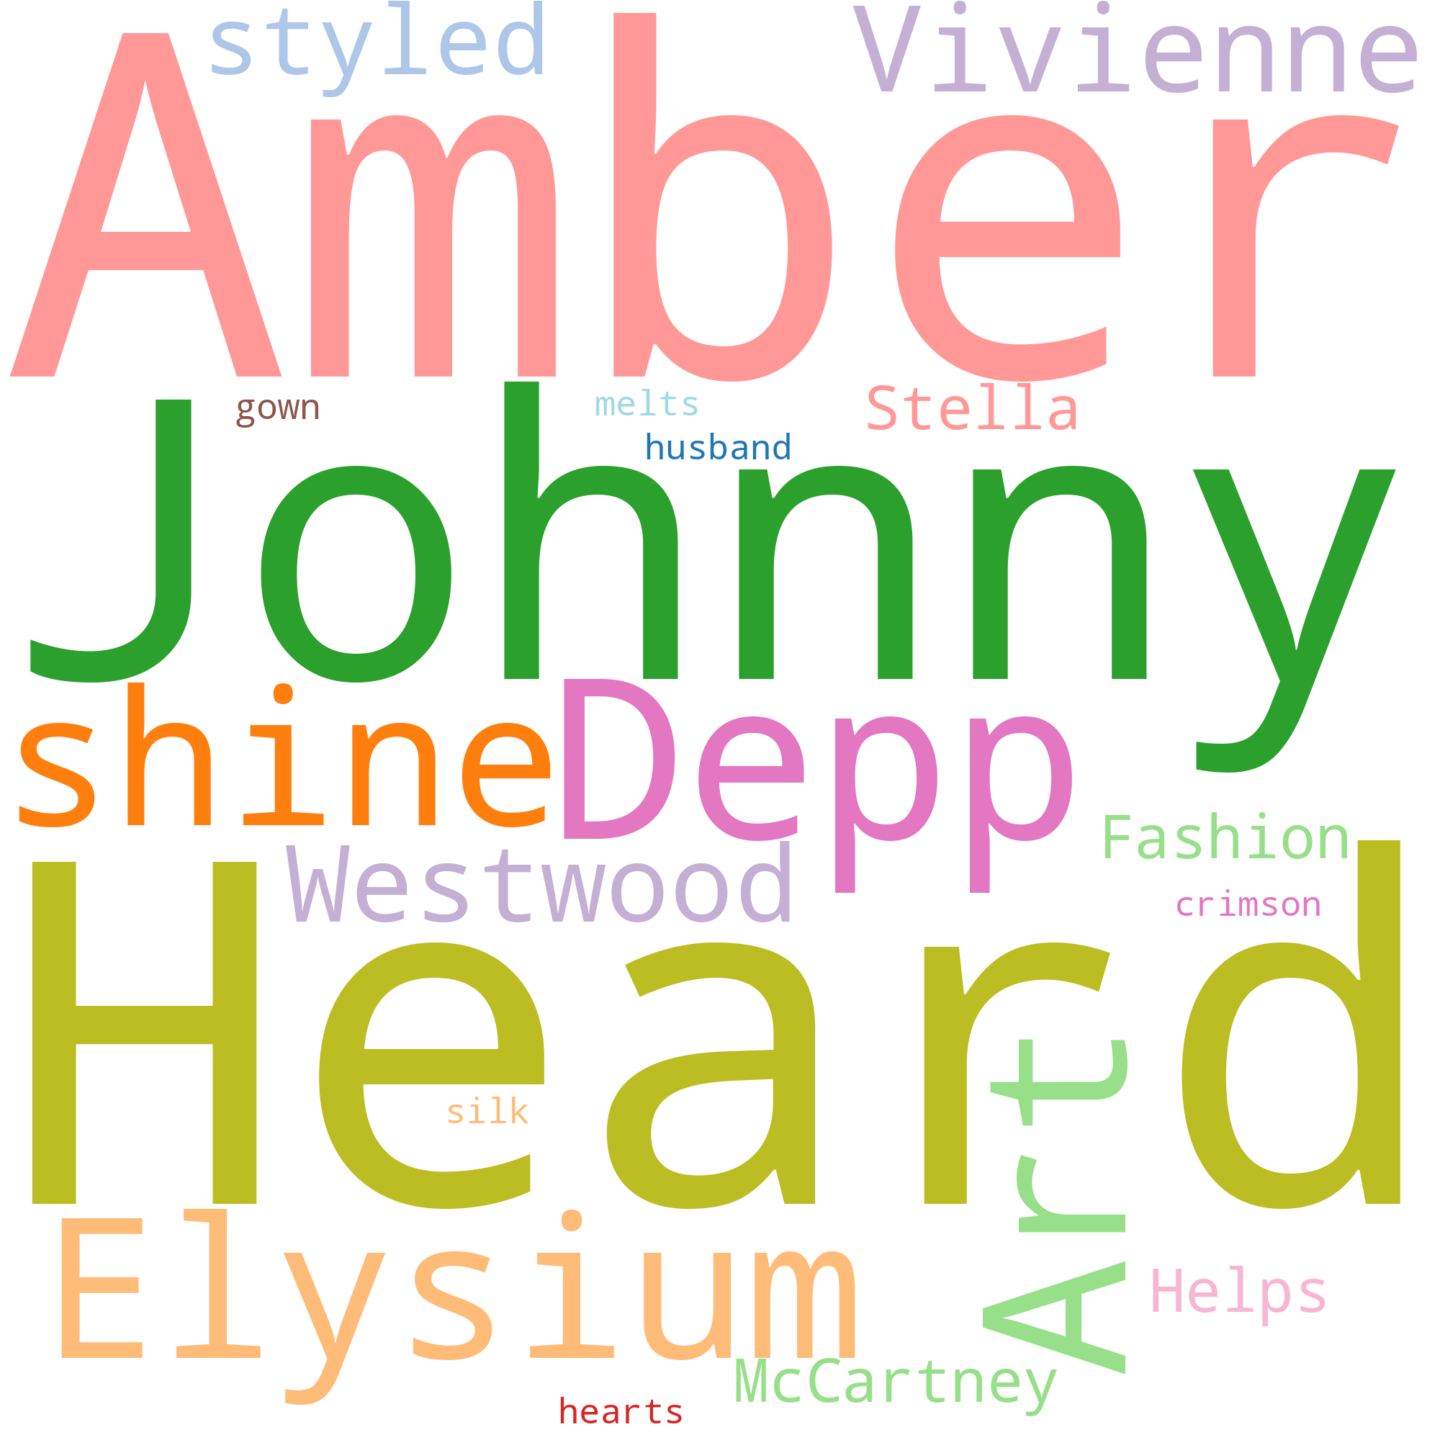 styled
Vivienne
Amber
gown
melts
Stella
husband
Johnny
shine
Depp
Fashion
Westwood
crimson
Heard
silk
Art
Elysium
Helps
McCartney
hearts